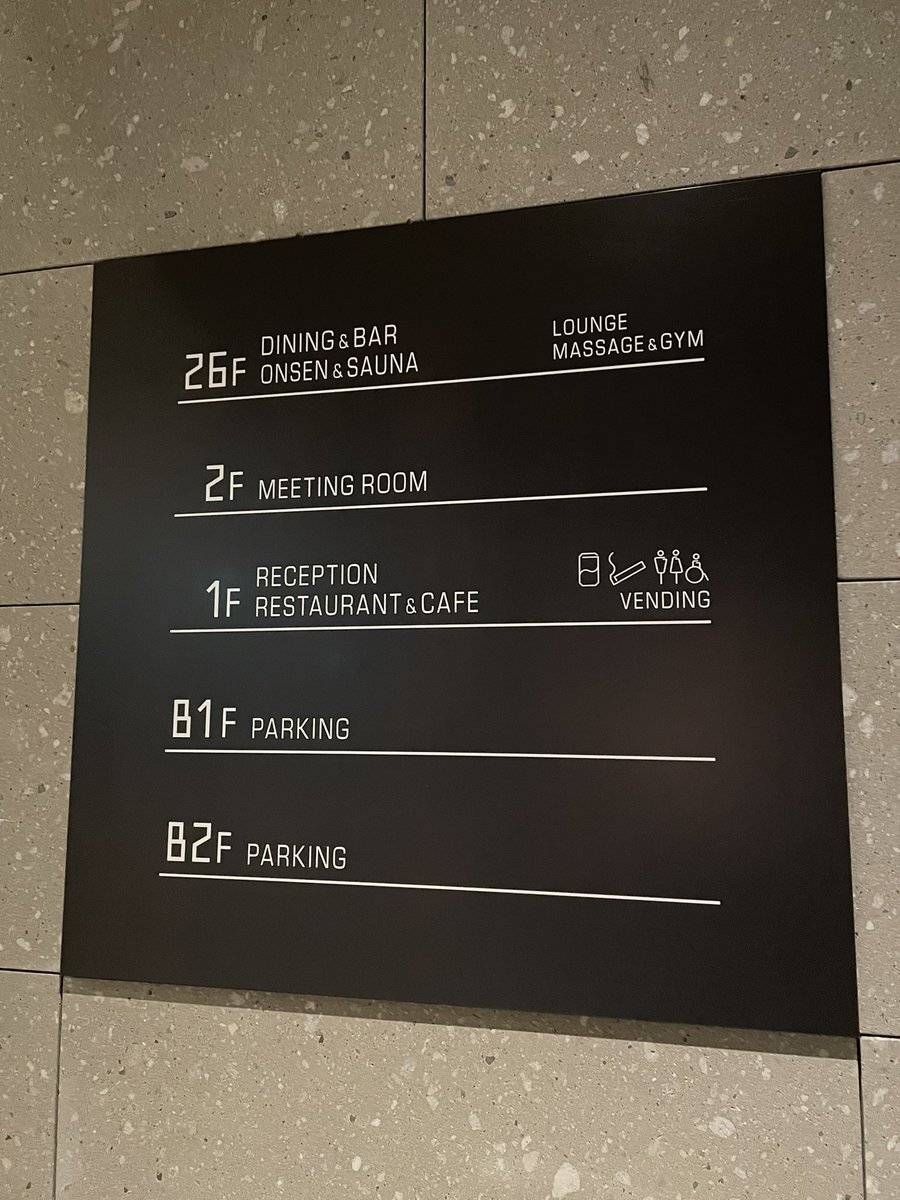 26F DINING & BAR
ONSEN & SAUNA
LOUNGE
MASSAGE & GYM
2F MEETING ROOM
1F RECEPTION
RESTAURANT & CAFE
VENDING
B1F PARKING
B2F PARKING